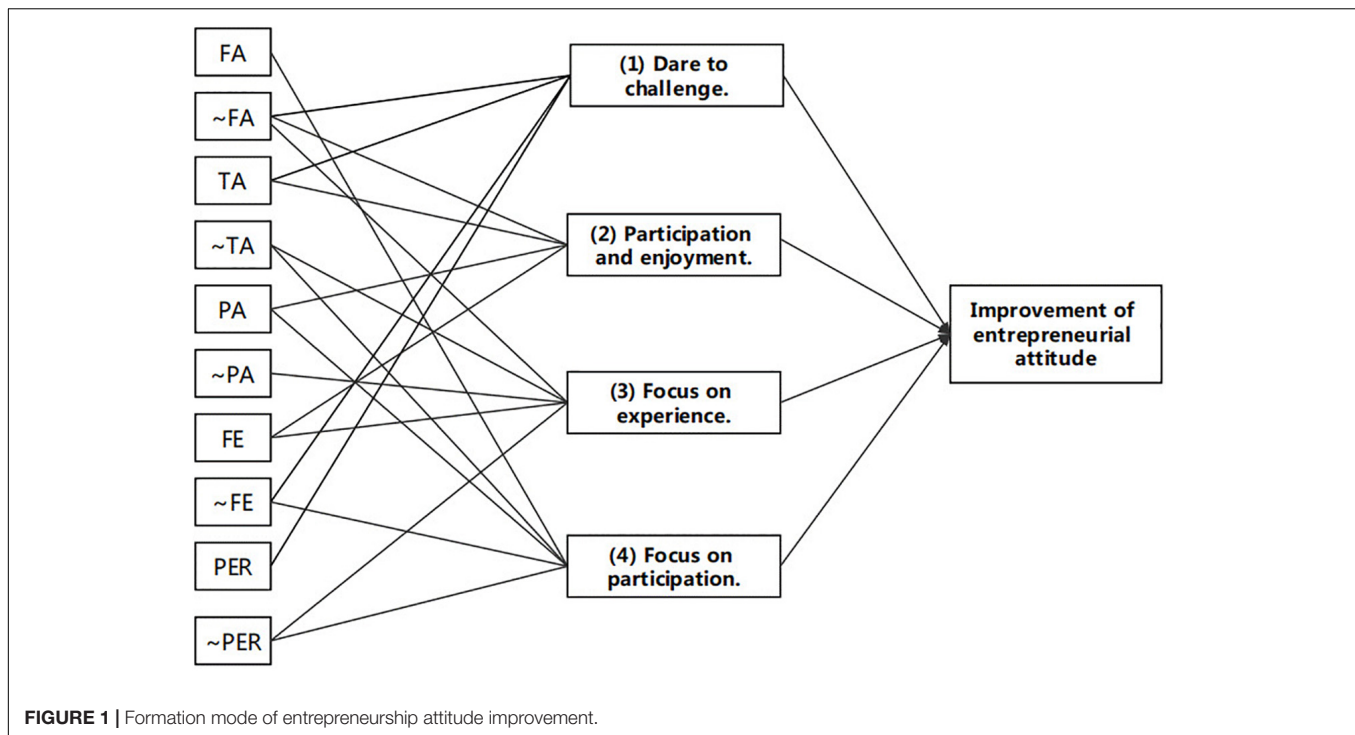 FA
~FA
TA
~TA
PA
~PA
FE
~FE
PER
~PER
(1) Dare to
challenge.
(2) Participation
and enjoyment.
(3) Focus on
experience.
(4) Focus on
participation.
Improvement of
entrepreneurial
attitude
FIGURE 1 | Formation mode of entrepreneurship attitude improvement.